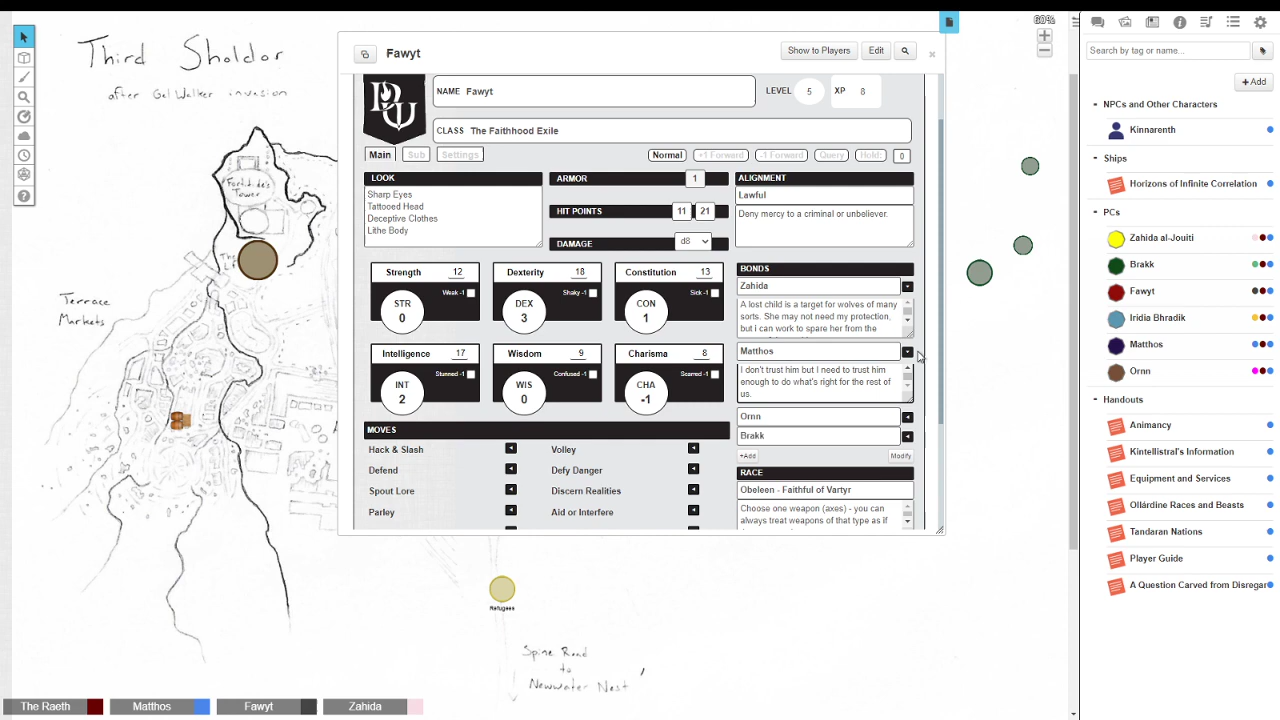 Third Sholdor
after Gel Walker invasion
Fortitude's
Tower
Terrace
Markets
Refugees
Spine Road
to
Newwater Nest
60%
Fawyt
Show to Players
Edit
NAME Fawyt
LEVEL 5 XP 8
CLASS The Faithhood Exile
Main Sub Settings
Normal +1 Forward -1 Forward Query Hold: 0
LOOK
Sharp Eyes
Tattooed Head
Deceptive Clothes
Lithe Body
ARMOR 1
HIT POINTS 11 21
DAMAGE d8
ALIGNMENT
Lawful
Deny mercy to a criminal or unbeliever.
Strength 12
Weak -1
STR
0
Dexterity 18
Shaky -1
DEX
3
Constitution 13
Sick -1
CON
1
Intelligence 17
Stunned -1
INT
2
Wisdom 9
Confused -1
WIS
0
Charisma 8
Scarred -1
CHA
-1
BONDS
Zahida
A lost child is a target for wolves of many
sorts. She may not need my protection,
but i can work to spare her from the
Matthos
I don't trust him but I need to trust him
enough to do what's right for the rest of
us.
Ornn
Brakk
+Add Modify
RACE
Obeleen - Faithful of Vartyr
Choose one weapon (axes) - you can
always treat weapons of that type as if
MOVES
Hack & Slash Volley
Defend Defy Danger
Spout Lore Discern Realities
Parley Aid or Interfere
Search by tag or name...
+ Add
NPCs and Other Characters
Kinnarenth
Ships
Horizons of Infinite Correlation
PCs
Zahida al-Jouiti
Brakk
Fawyt
Iridia Bhradik
Matthos
Ornn
Handouts
Animancy
Kintellistral's Information
Equipment and Services
Ollárdine Races and Beasts
Tandaran Nations
Player Guide
A Question Carved from Disregar
The Raeth Matthos Fawyt Zahida